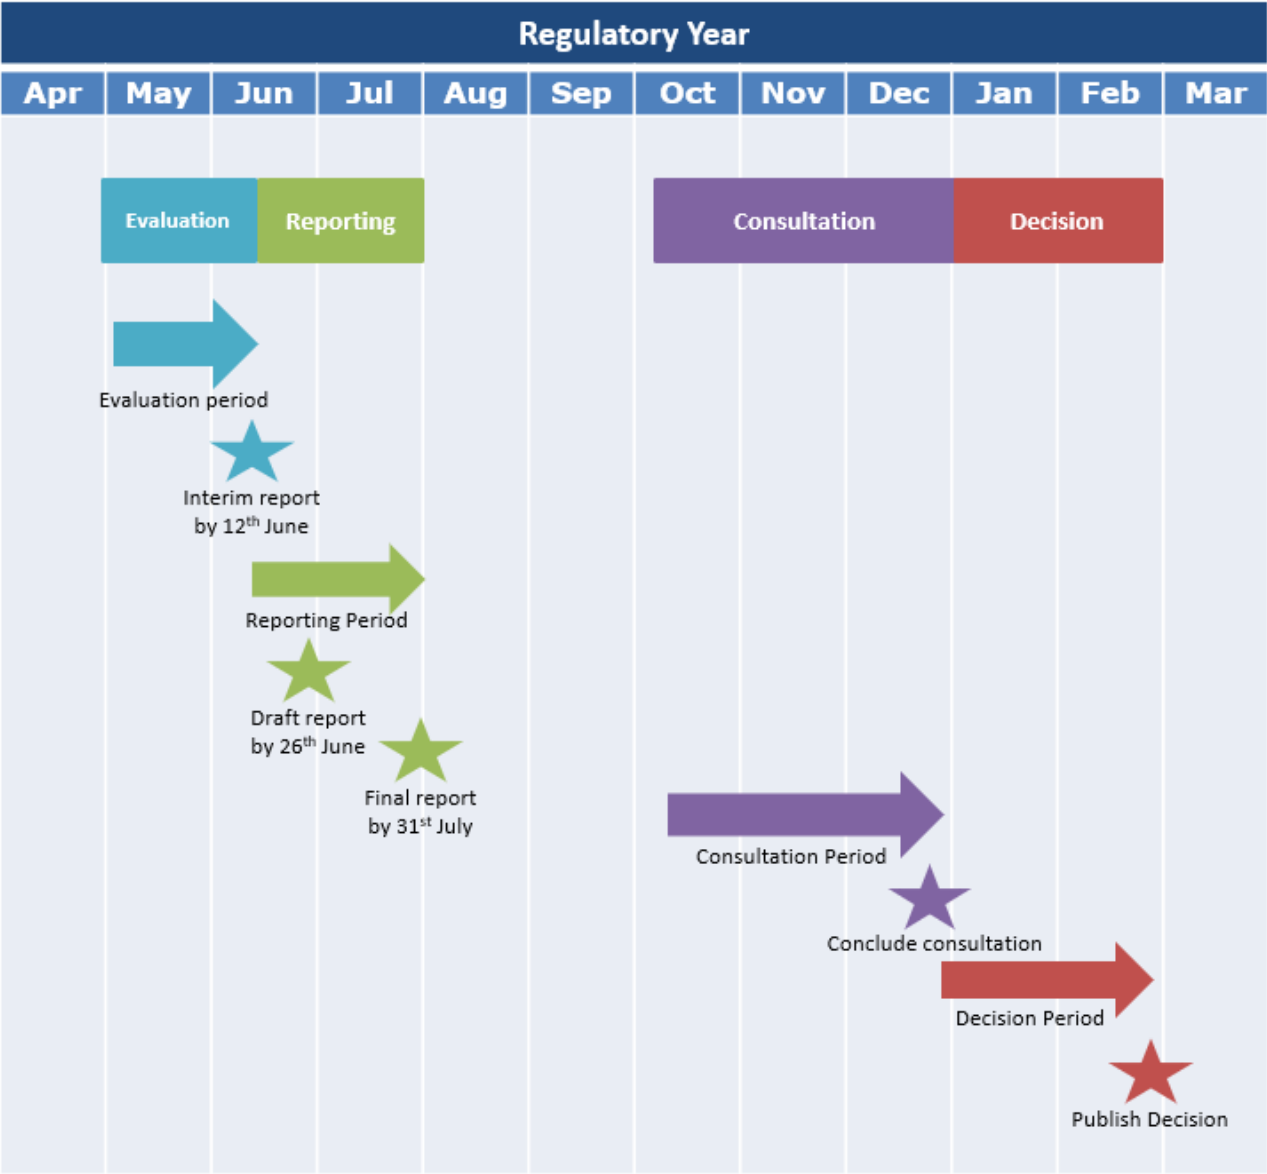 Regulatory Year
Apr May Jun Jul Aug Sep Oct Nov Dec Jan Feb Mar
Evaluation Reporting Consultation Decision
Evaluation period
Interim report
by 12th June
Reporting Period
Draft report
by 26th June
Final report
by 31st July
Consultation Period
Conclude consultation
Decision Period
Publish Decision